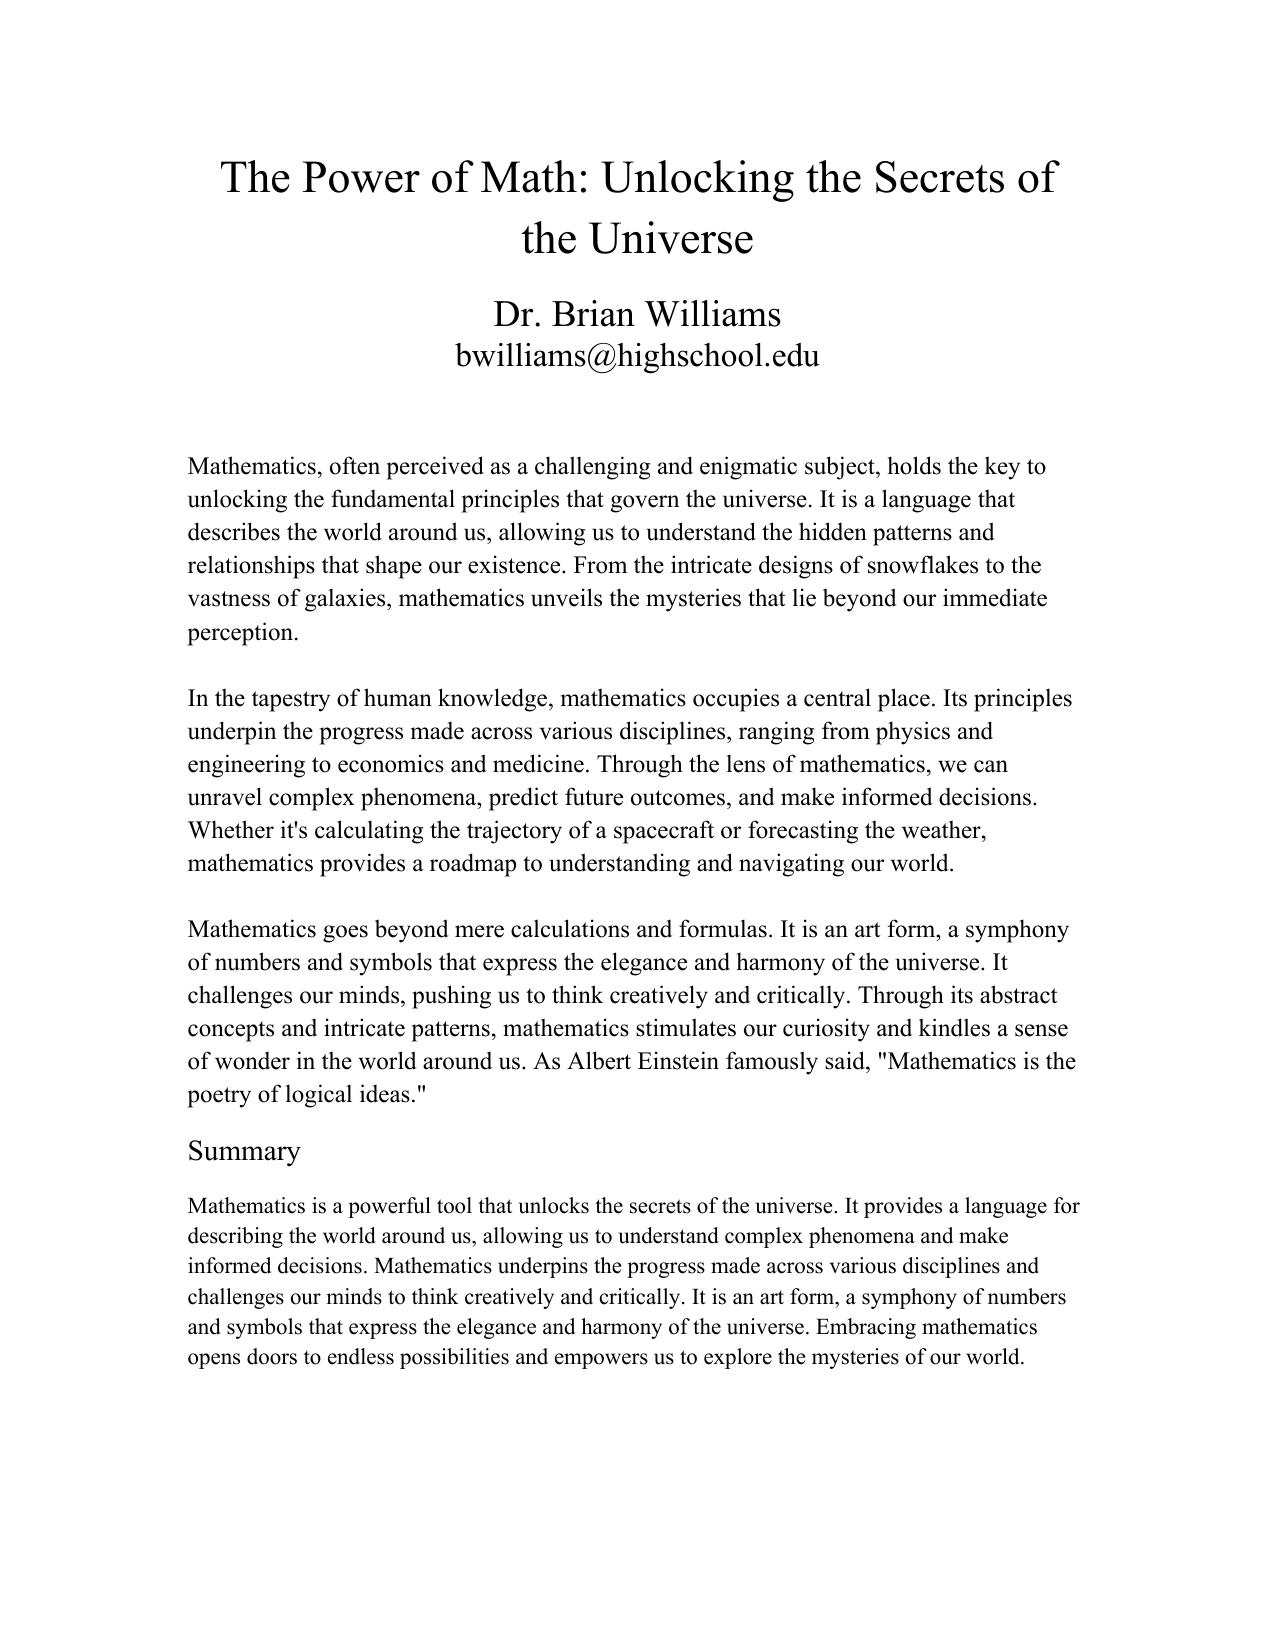 The Power of Math: Unlocking the Secrets of
the Universe
Dr. Brian Williams
bwilliams@highschool.edu
Mathematics, often perceived as a challenging and enigmatic subject, holds the key to
unlocking the fundamental principles that govern the universe. It is a language that
describes the world around us, allowing us to understand the hidden patterns and
relationships that shape our existence. From the intricate designs of snowflakes to the
vastness of galaxies, mathematics unveils the mysteries that lie beyond our immediate
perception.
In the tapestry of human knowledge, mathematics occupies a central place. Its principles
underpin the progress made across various disciplines, ranging from physics and
engineering to economics and medicine. Through the lens of mathematics, we can
unravel complex phenomena, predict future outcomes, and make informed decisions.
Whether it's calculating the trajectory of a spacecraft or forecasting the weather,
mathematics provides a roadmap to understanding and navigating our world.
Mathematics goes beyond mere calculations and formulas. It is an art form, a symphony
of numbers and symbols that express the elegance and harmony of the universe. It
challenges our minds, pushing us to think creatively and critically. Through its abstract
concepts and intricate patterns, mathematics stimulates our curiosity and kindles a sense
of wonder in the world around us. As Albert Einstein famously said, "Mathematics is the
poetry of logical ideas."
Summary
Mathematics is a powerful tool that unlocks the secrets of the universe. It provides a language for
describing the world around us, allowing us to understand complex phenomena and make
informed decisions. Mathematics underpins the progress made across various disciplines and
challenges our minds to think creatively and critically. It is an art form, a symphony of numbers
and symbols that express the elegance and harmony of the universe. Embracing mathematics
opens doors to endless possibilities and empowers us to explore the mysteries of our world.